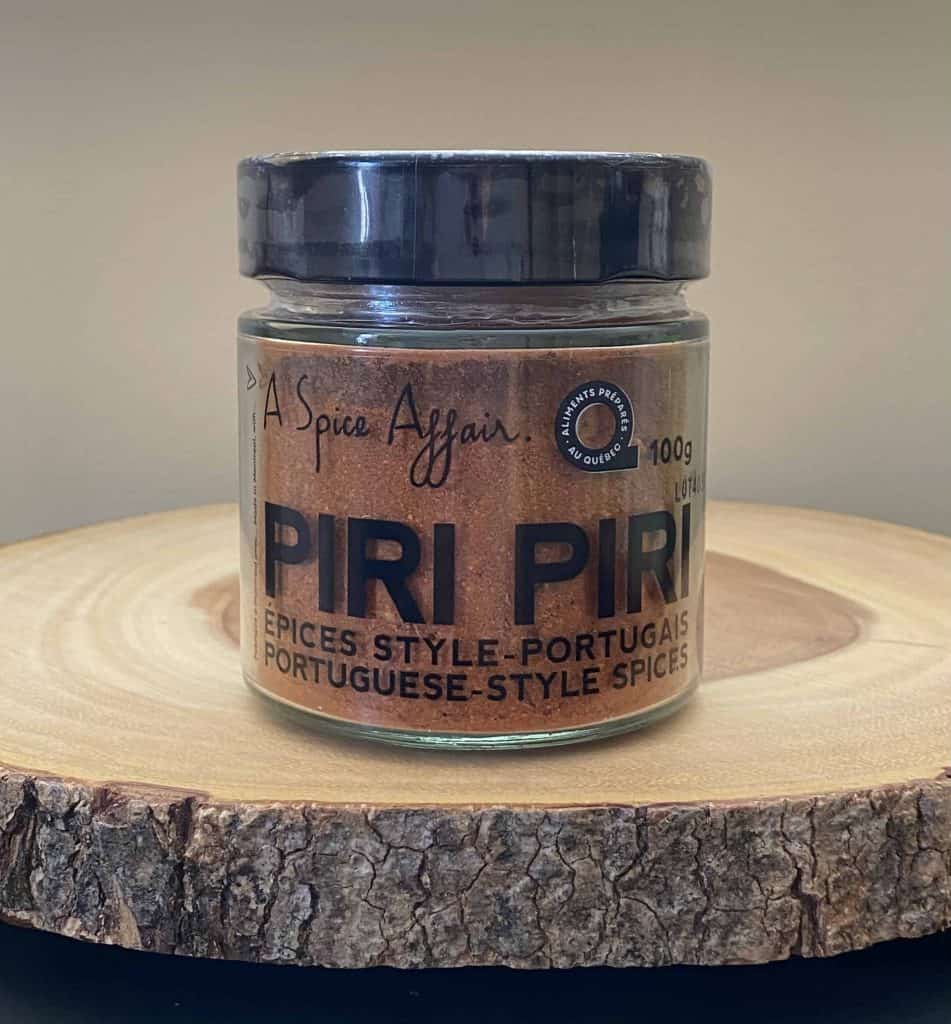 A Spice Affair.
ALIMENTS PRÉPARÉS
AU QUÉBEC
100g
PIRI PIRI
ÉPICES STYLE-PORTUGAIS
PORTUGUESE-STYLE SPICES